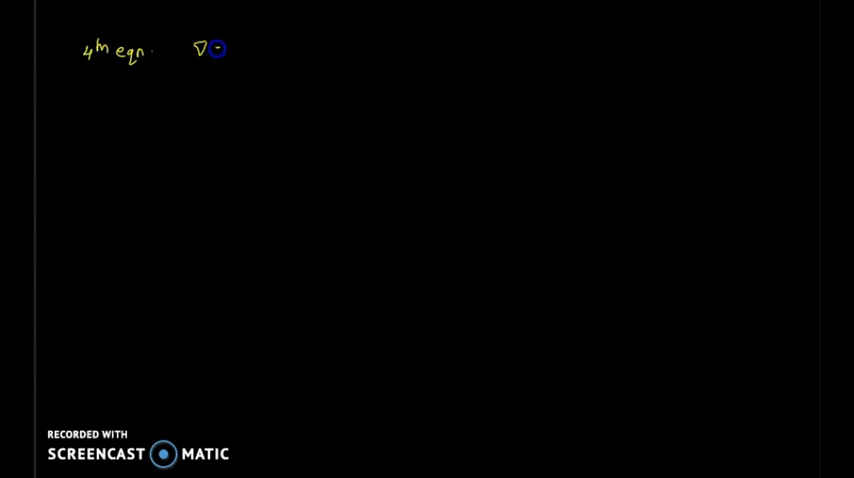 4th eqn. ∇
RECORDED WITH
SCREENCAST MATIC